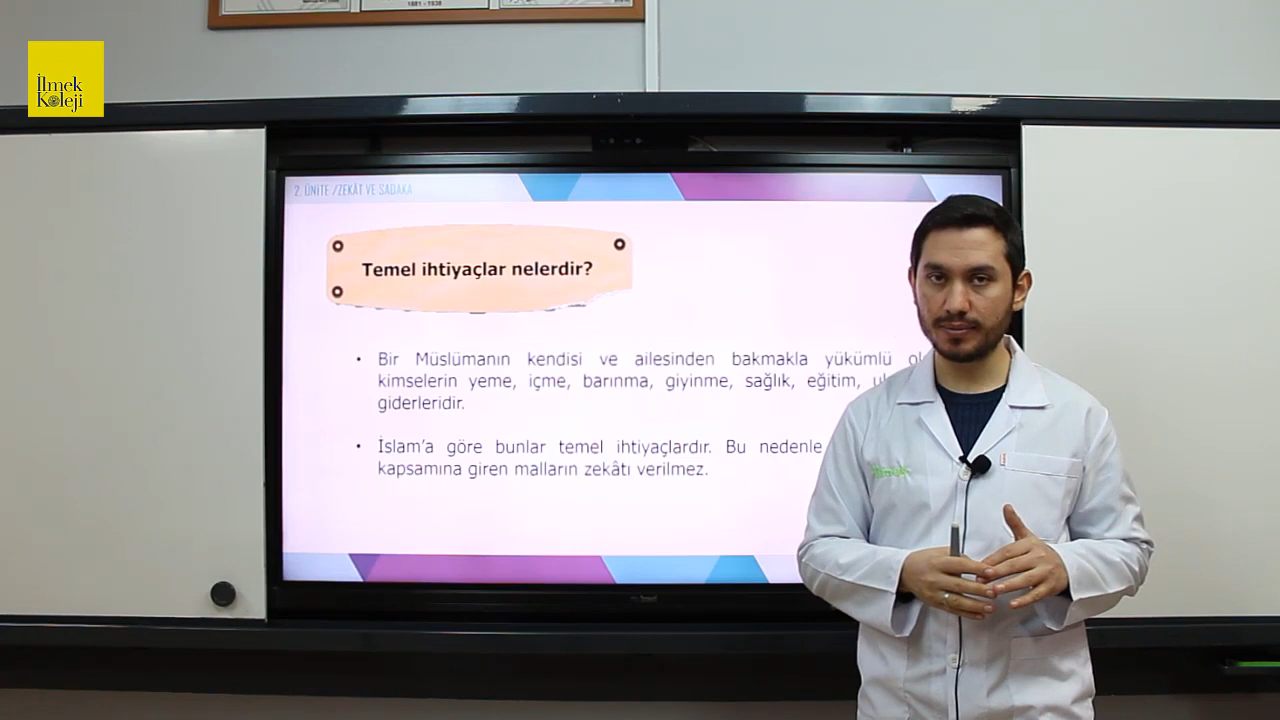 1881 - 1938
İlmek
Koleji
2. ÜNİTE /ZEKÂT VE SADAKA
Temel ihtiyaçlar nelerdir?
• Bir Müslümanın kendisi ve ailesinden bakmakla yükümlü
kimselerin yeme, içme, barınma, giyinme, sağlık, eğitim,
giderleridir.
• İslam’a göre bunlar temel ihtiyaçlardır. Bu nedenle
kapsamına giren malların zekâtı verilmez.